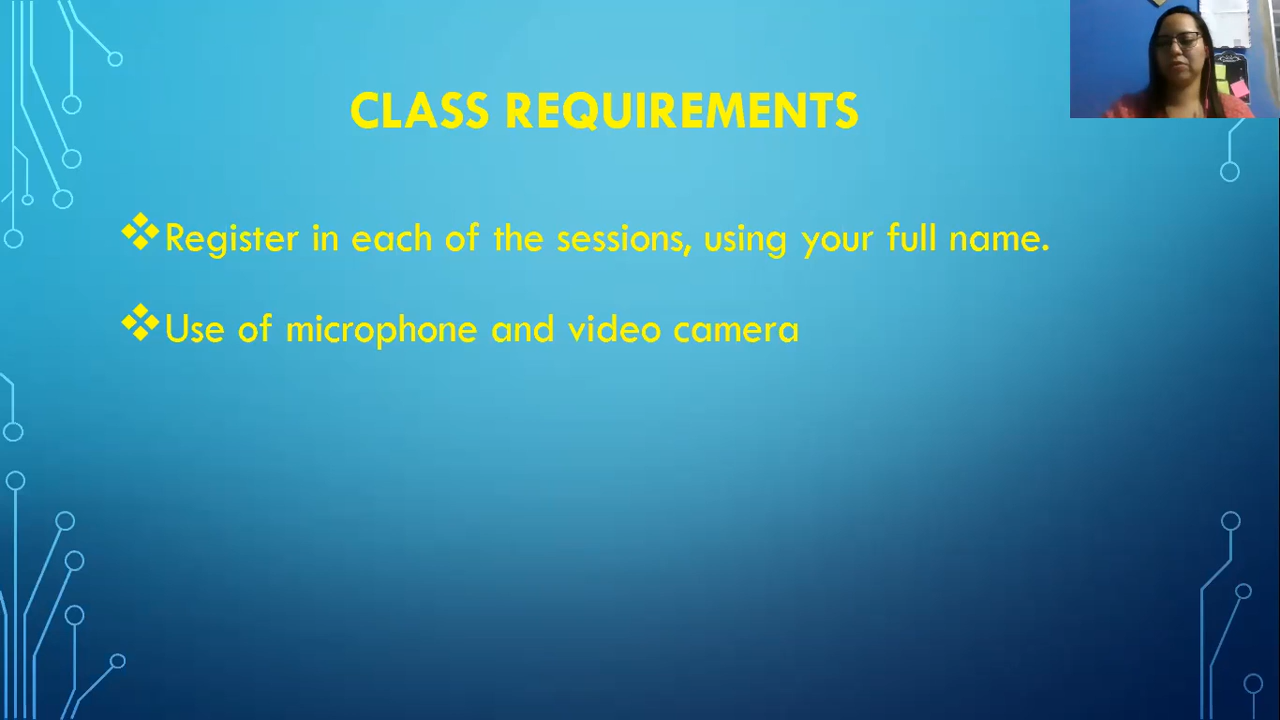 CLASS REQUIREMENTS
Register in each of the sessions, using your full name.
Use of microphone and video camera